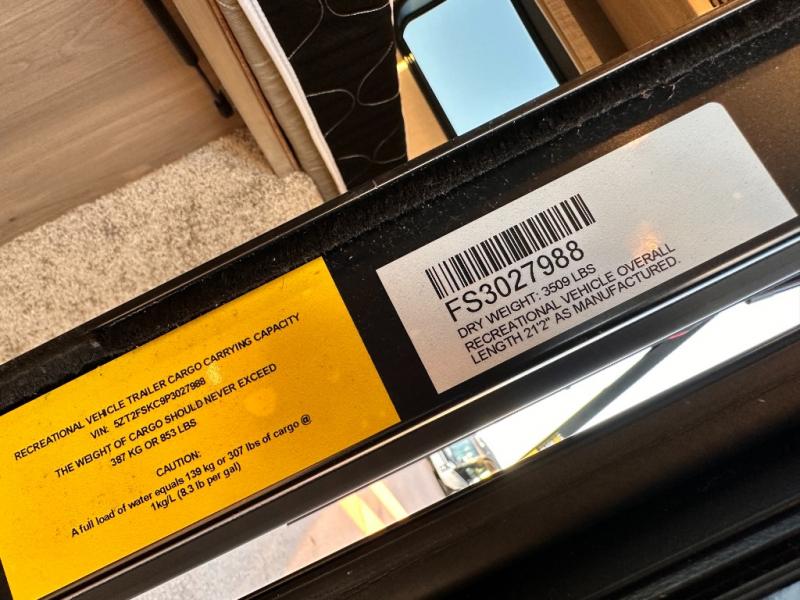 RECREATIONAL VEHICLE TRAILER CARGO CARRYING CAPACITY
VIN: 5ZT2FSKC9P3027988
THE WEIGHT OF CARGO SHOULD NEVER EXCEED
387 KG OR 853 LBS
CAUTION:
A full load of water equals 139 kg or 307 lbs of cargo @
1kg/L (8.3 lb per gal)
FS3027988
DRY WEIGHT: 3509 LBS
RECREATIONAL VEHICLE OVERALL
LENGTH 21'2" AS MANUFACTURED.